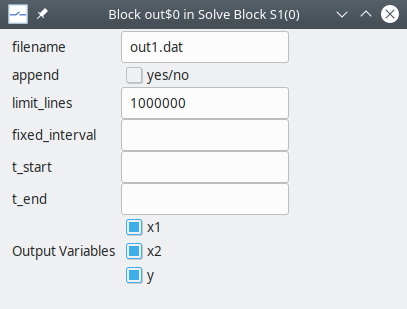 Block out$0 in Solve Block S1(0)
filename out1.dat
append yes/no
limit_lines 1000000
fixed_interval
t_start
t_end
x1
Output Variables x2
y